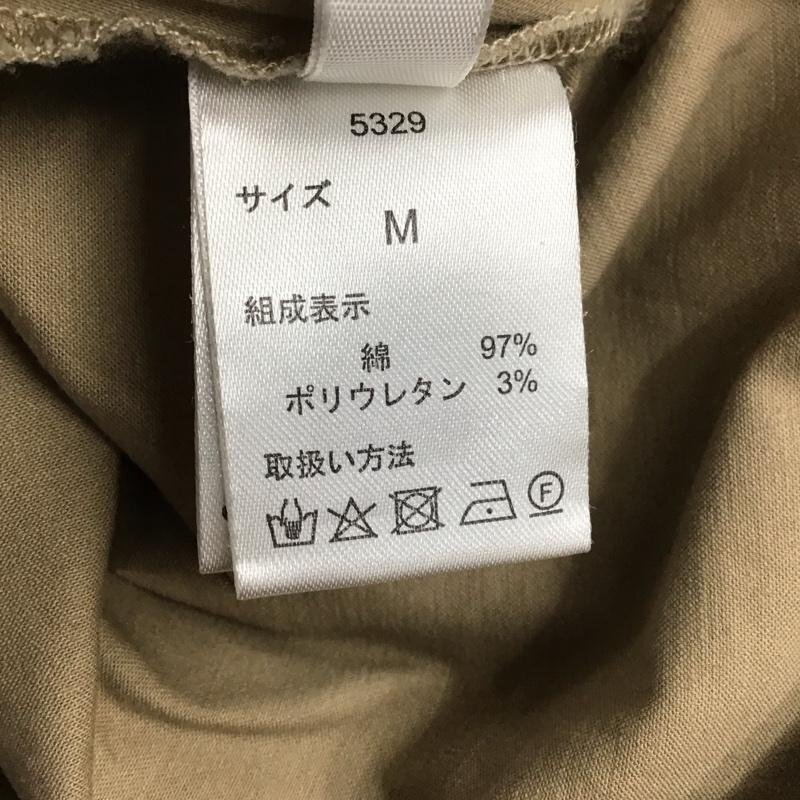 5329
サイズ
M
組成表示
綿 97%
ポリウレタン 3%
取扱い方法
F